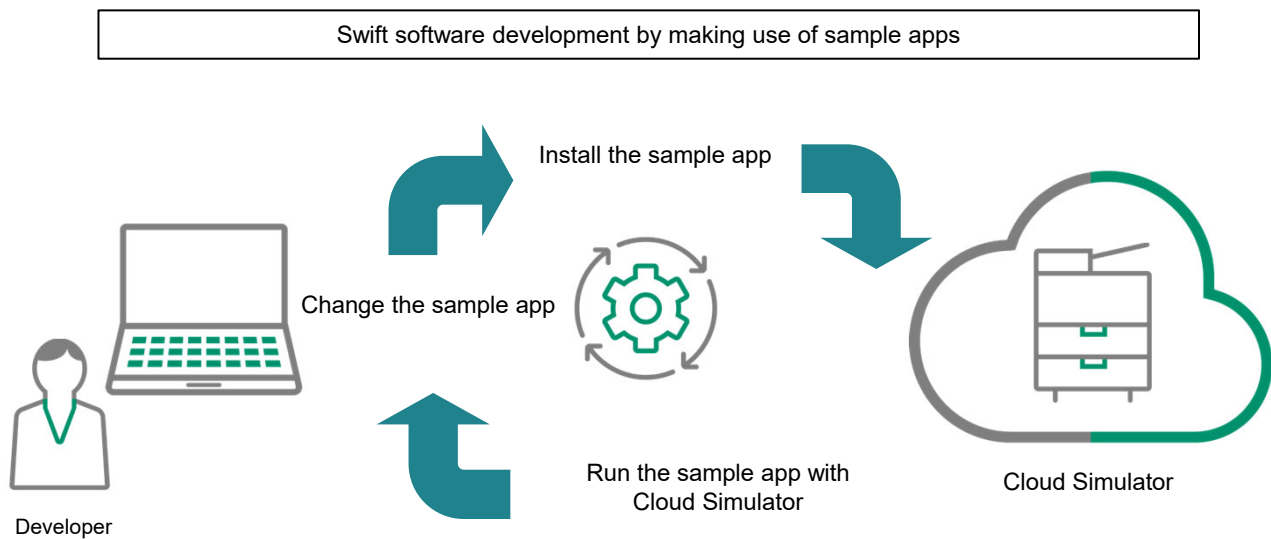 Swift software development by making use of sample apps
Install the sample app
Change the sample app
Run the sample app with
Cloud Simulator
Cloud Simulator
Developer